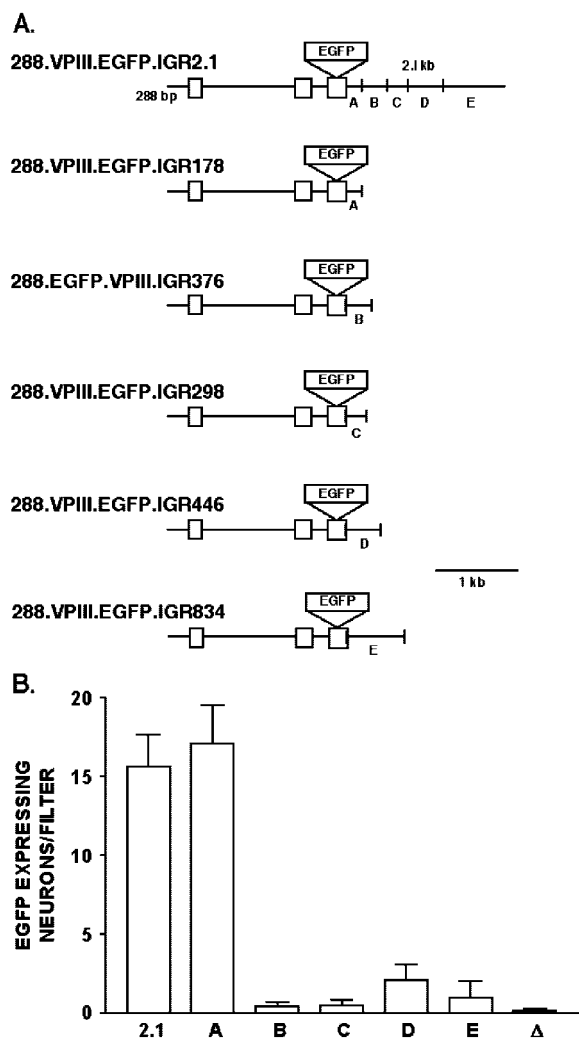 A.
EGFP
288.VPIII.EGFP.IGR2.1
2.1 kb
288 bp
A B C D E
EGFP
288.VPIII.EGFP.IGR178
A
EGFP
288.EGFP.VPIII.IGR376
B
EGFP
288.VPIII.EGFP.IGR298
C
EGFP
288.VPIII.EGFP.IGR446
D
1 kb
EGFP
288.VPIII.EGFP.IGR834
E
B.
EGFP EXPRESSING
NEURONS/FILTER
20
15
10
5
0
2.1 A B C D E Δ